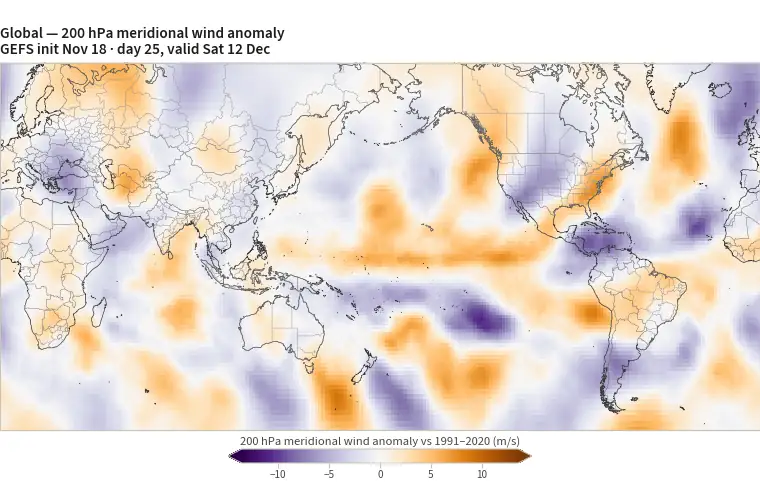 Global — 200 hPa meridional wind anomaly
GEFS init Nov 18 · day 25, valid Sat 12 Dec
200 hPa meridional wind anomaly vs 1991–2020 (m/s)
−10 −5 0 5 10